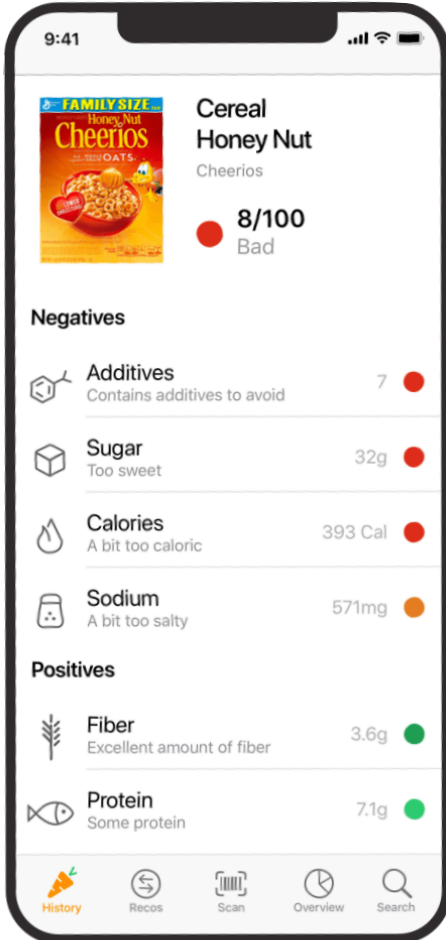 9:41
FAMILY SIZE
Honey Nut
Cheerios
OATS
LOWER
Cereal
Honey Nut
Cheerios
8/100
Bad
Negatives
Additives
Contains additives to avoid
7
Sugar
Too sweet
32g
Calories
A bit too caloric
393 Cal
Sodium
A bit too salty
571mg
Positives
Fiber
Excellent amount of fiber
3.6g
Protein
Some protein
7.1g
History
Recos
Scan
Overview
Search